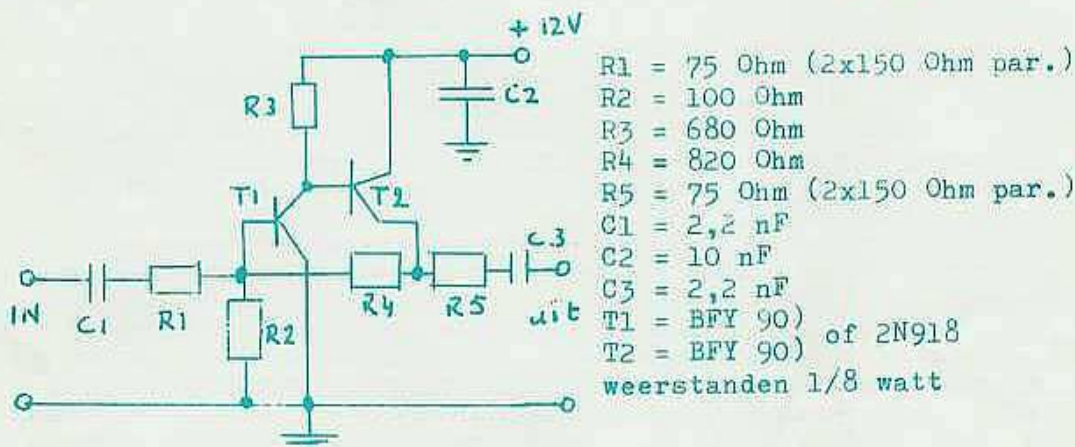 + 12V
R3
C2
T1
T2
C.3
IN
C1
R1
R2
R4
R5
uit
R1 = 75 Ohm (2x150 Ohm par.)
R2 = 100 Ohm
R3 = 680 Ohm
R4 = 820 Ohm
R5 = 75 Ohm (2x150 Ohm par.)
C1 = 2,2 nF
C2 = 10 nF
C3 = 2,2 nF
T1 = BFY 90)
of 2N918
T2 = BFY 90)
weerstanden 1/8 watt